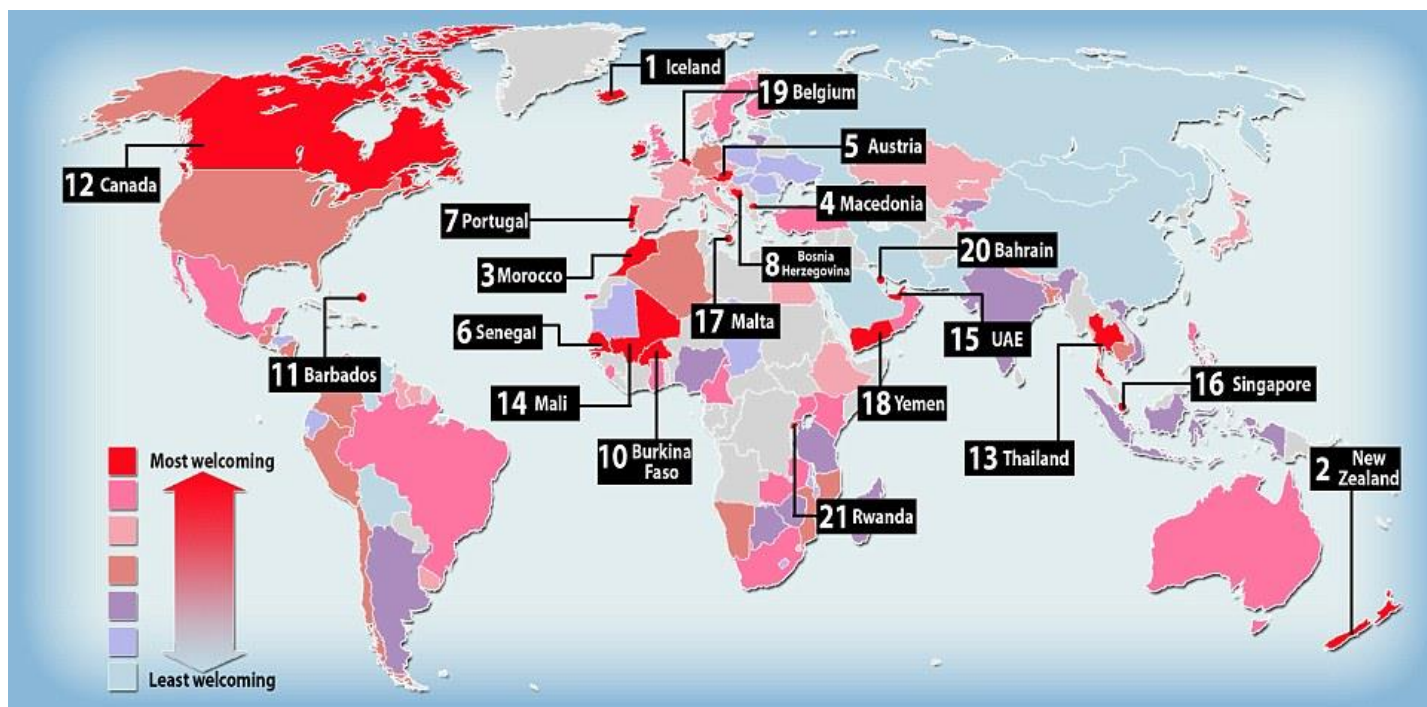 1 Iceland
19 Belgium
5 Austria
12 Canada
4 Macedonia
7 Portugal
20 Bahrain
8 Bosnia
Herzegovina
3 Morocco
17 Malta
6 Senegal
15 UAE
11 Barbados
16 Singapore
14 Mali
18 Yemen
10 Burkina
Faso
13 Thailand
2 New
Zealand
21 Rwanda
Most welcoming
Least welcoming